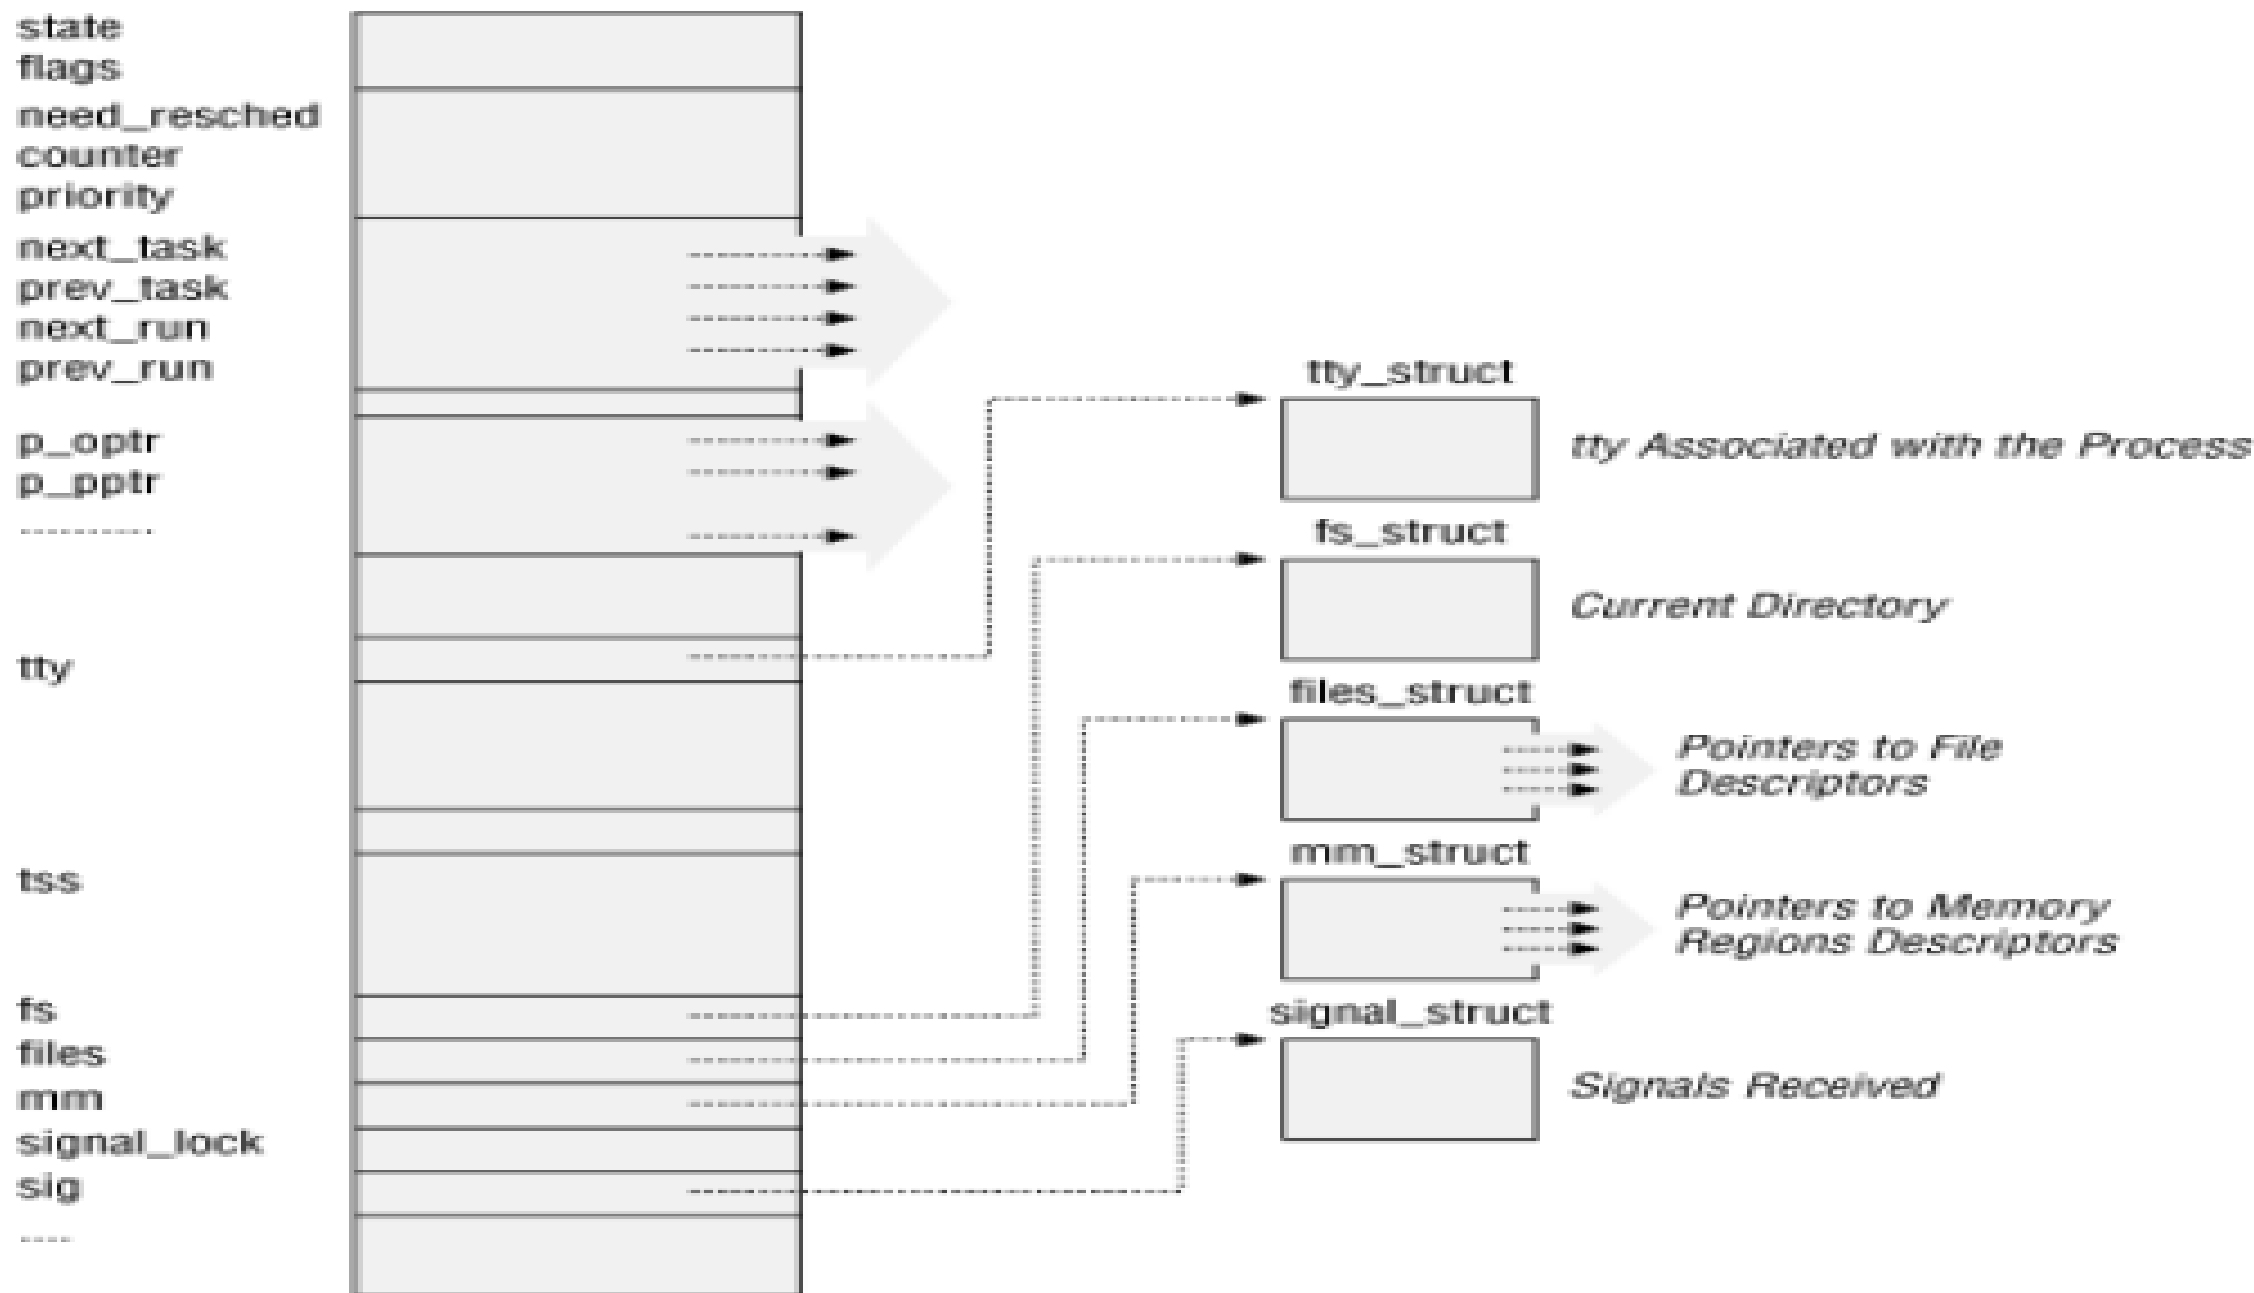 state
flags
need_resched
counter
priority
next_task
prev_task
next_run
prev_run
p_optr
p_pptr
----------
tty
tss
fs
files
mm
signal_lock
sig
----
tty_struct
tty Associated with the Process
fs_struct
Current Directory
files_struct
Pointers to File
Descriptors
mm_struct
Pointers to Memory
Regions Descriptors
signal_struct
Signals Received